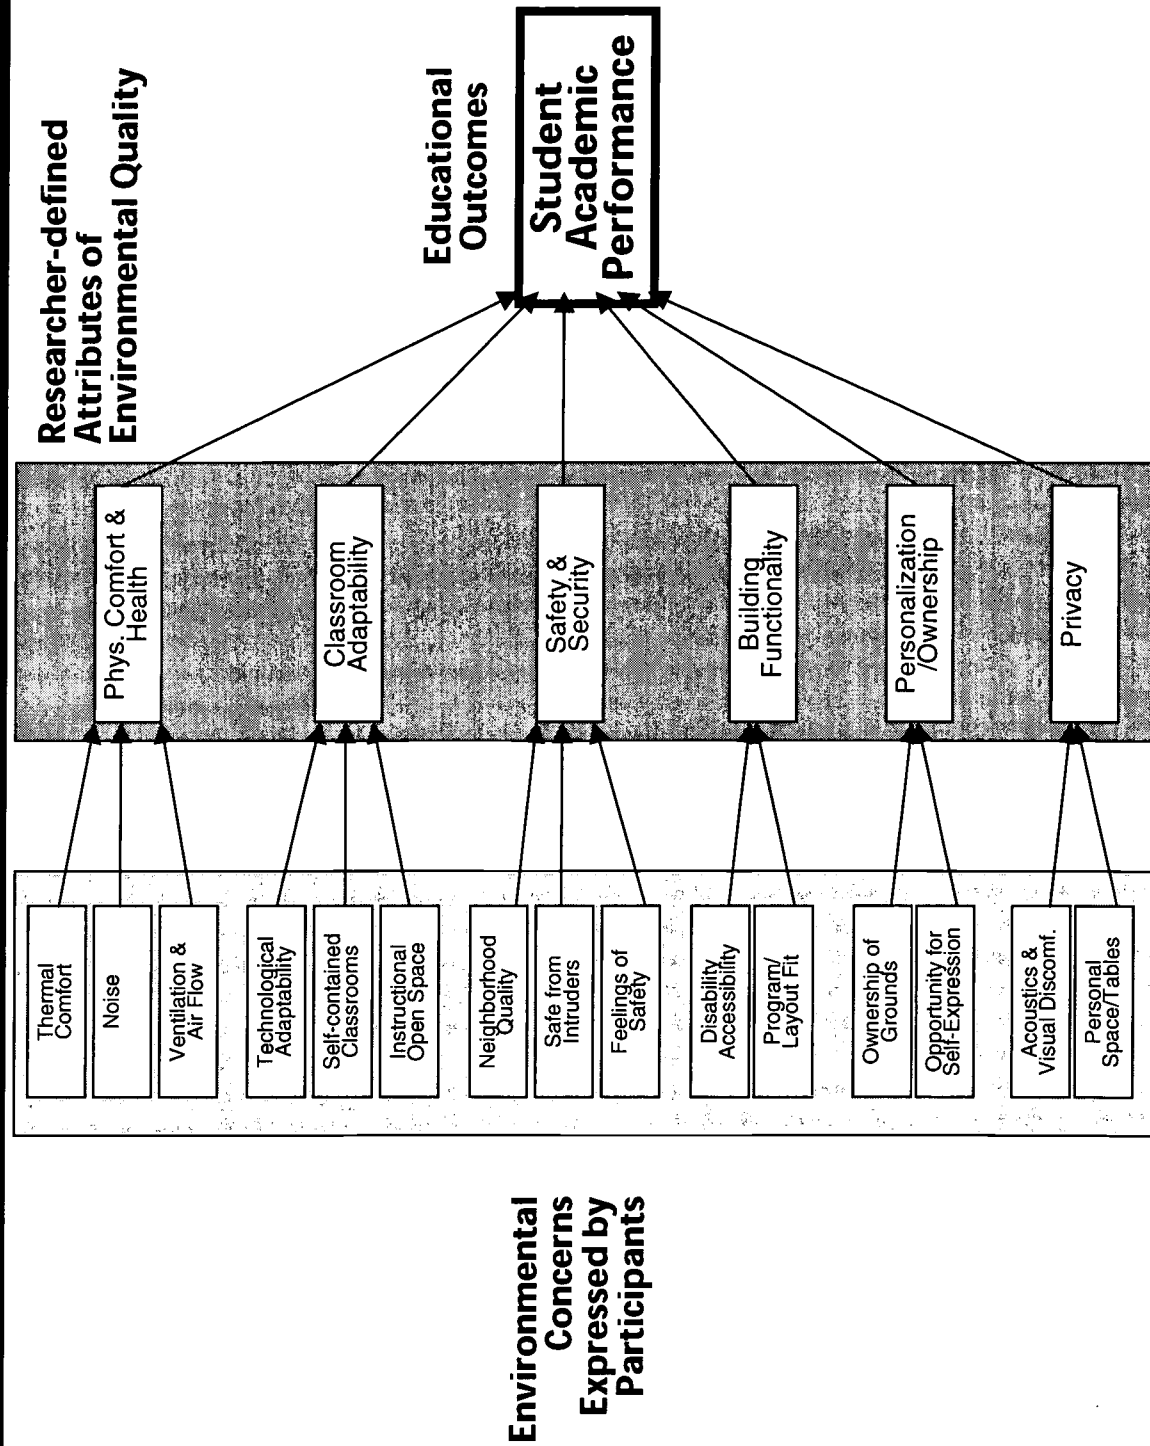 Researcher-defined
Attributes of
Environmental Quality
Educational
Outcomes
Student
Academic
Performance
Phys. Comfort &
Health
Classroom
Adaptability
Safety &
Security
Building
Functionality
Personalization
/Ownership
Privacy
Thermal
Comfort
Noise
Ventilation &
Air Flow
Technological
Adaptability
Self-contained
Classrooms
Instructional
Open Space
Neighborhood
Quality
Safe from
Intruders
Feelings of
Safety
Disability
Accessibility
Program/
Layout Fit
Ownership of
Grounds
Opportunity for
Self-Expression
Acoustics &
Visual Discomf.
Personal
Space/Tables
Environmental
Concerns
Expressed by
Participants